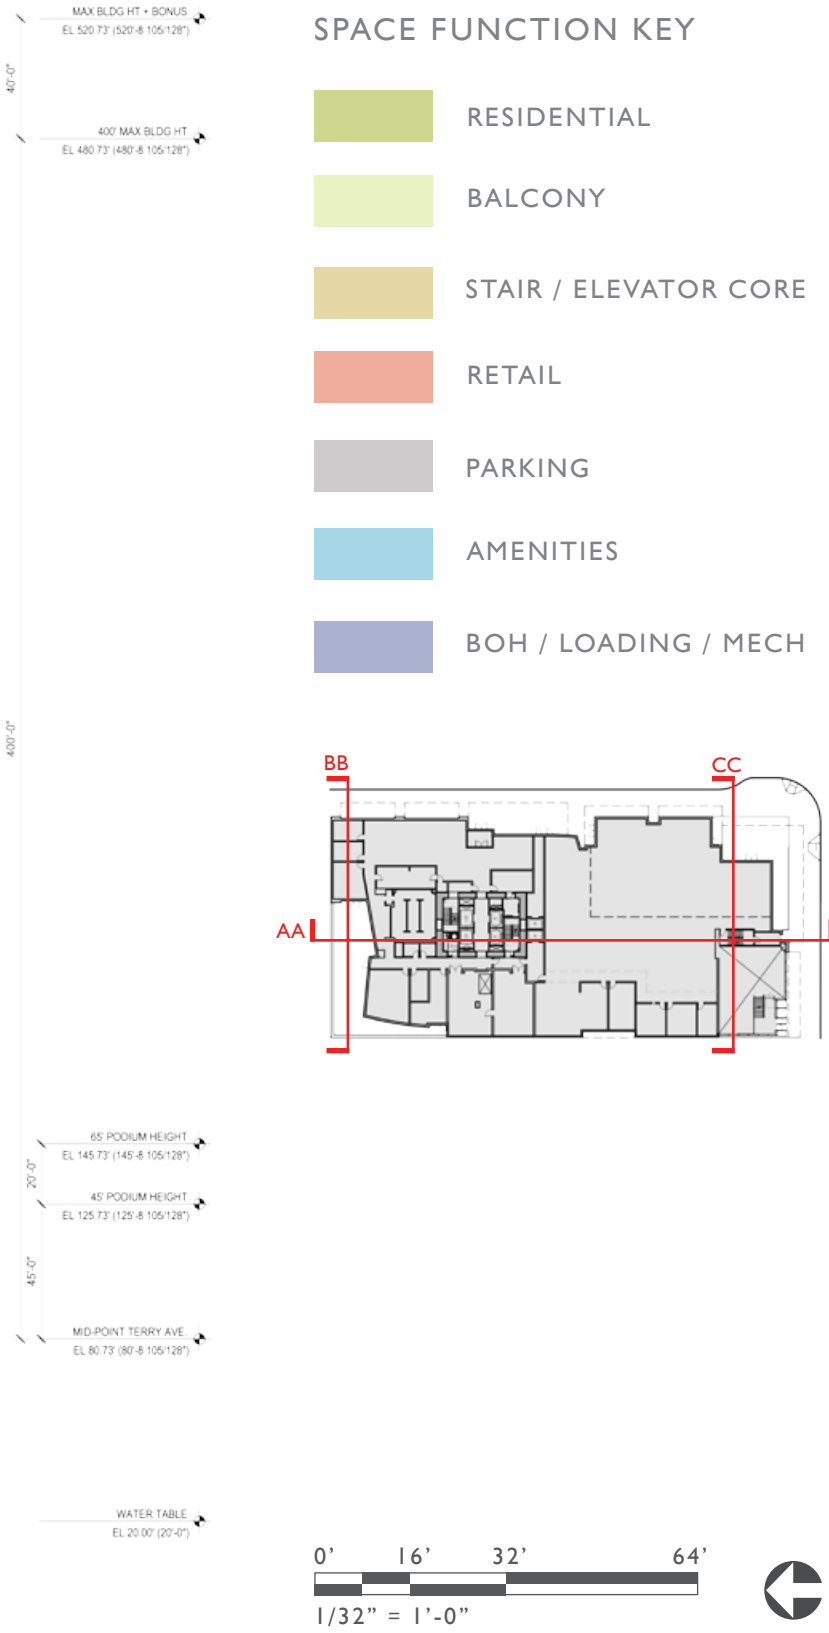 MAX BLDG HT + BONUS
EL 520.73' (520'-8 105/128")
40'-0"
400' MAX BLDG HT
EL 480.73' (480'-8 105/128")
SPACE FUNCTION KEY
RESIDENTIAL
BALCONY
STAIR / ELEVATOR CORE
RETAIL
PARKING
AMENITIES
BOH / LOADING / MECH
400'-0"
BB
CC
AA
65' PODIUM HEIGHT
EL 145.73' (145'-8 105/128")
20'-0"
45' PODIUM HEIGHT
EL 125.73' (125'-8 105/128")
45'-0"
MID-POINT TERRY AVE.
EL 80.73' (80'-8 105/128")
WATER TABLE
EL 20.00' (20'-0")
0' 16' 32' 64'
1/32" = 1'-0"